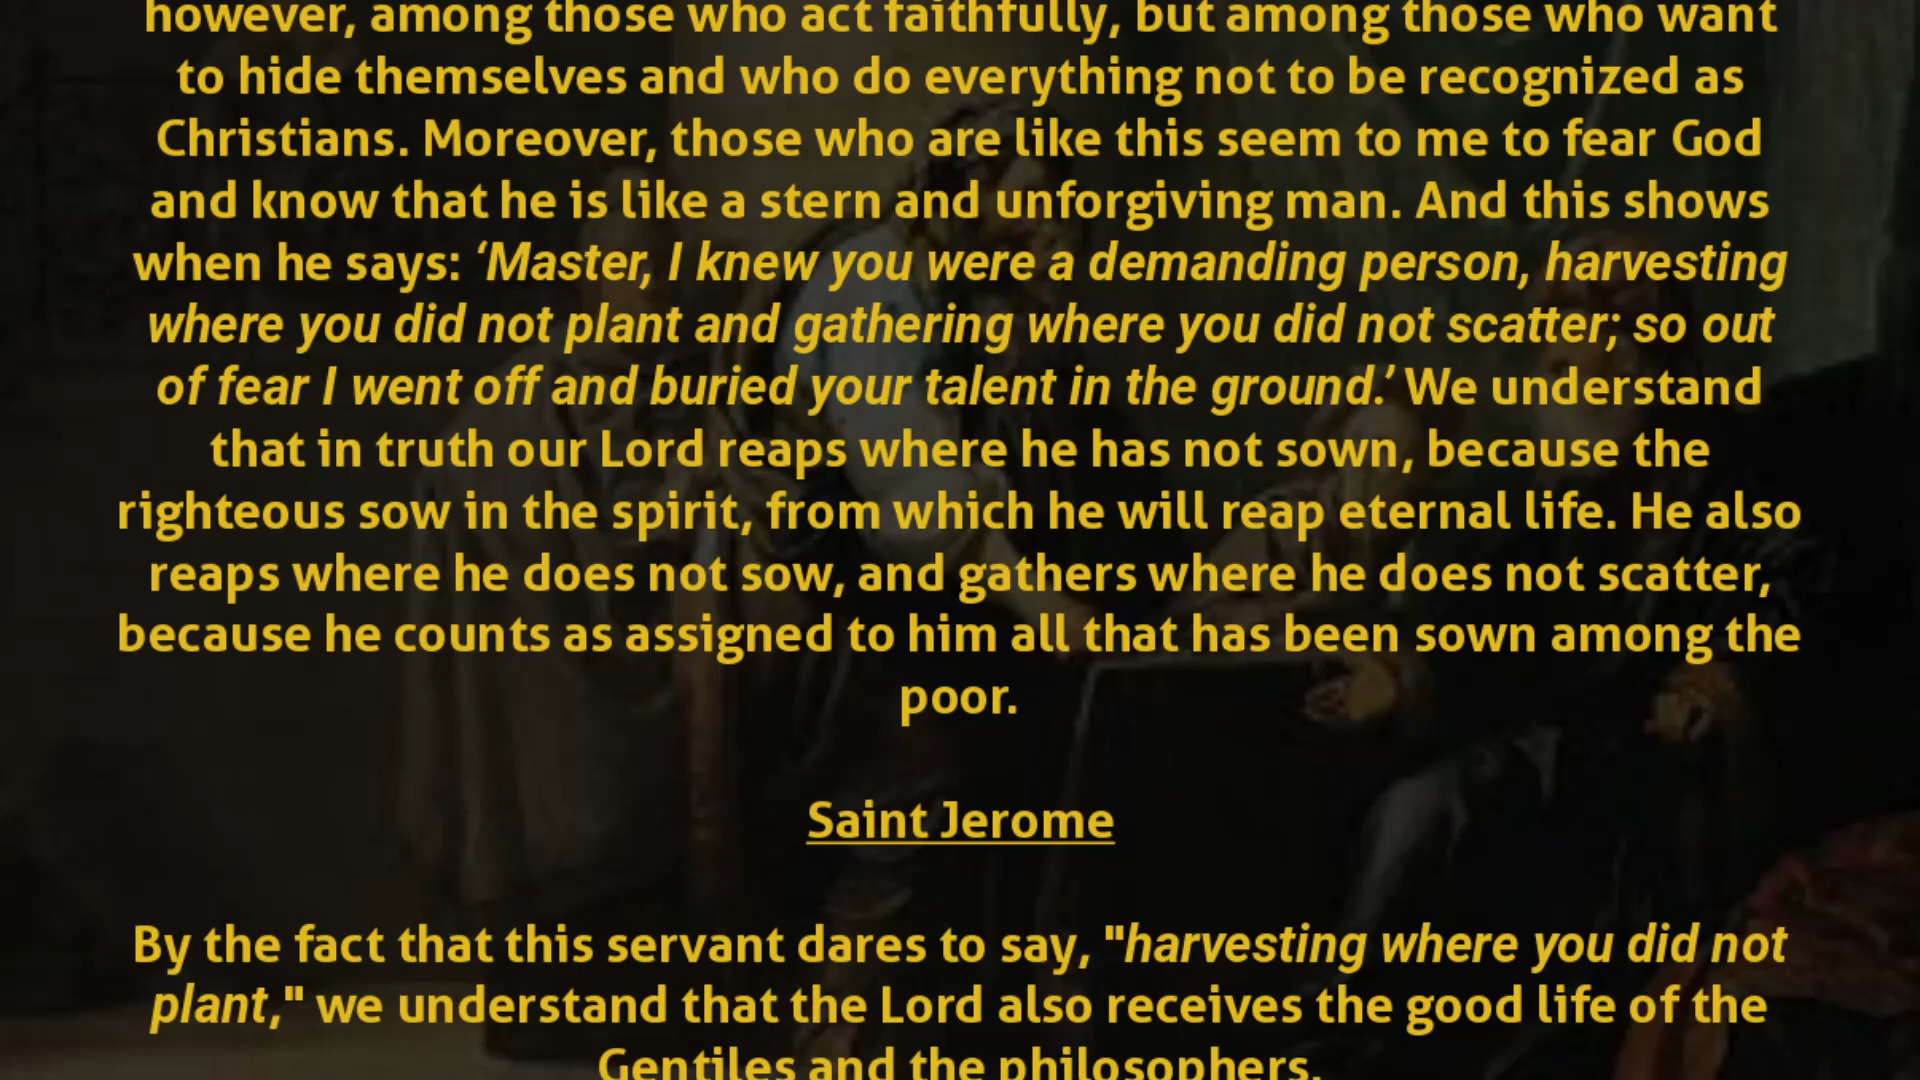 however, among those who act faithfully, but among those who want
to hide themselves and who do everything not to be recognized as
Christians. Moreover, those who are like this seem to me to fear God
and know that he is like a stern and unforgiving man. And this shows
when he says: ‘Master, I knew you were a demanding person, harvesting
where you did not plant and gathering where you did not scatter; so out
of fear I went off and buried your talent in the ground.’ We understand
that in truth our Lord reaps where he has not sown, because the
righteous sow in the spirit, from which he will reap eternal life. He also
reaps where he does not sow, and gathers where he does not scatter,
because he counts as assigned to him all that has been sown among the
poor.
Saint Jerome
By the fact that this servant dares to say, "harvesting where you did not
plant," we understand that the Lord also receives the good life of the
Gentiles and the philosophers.